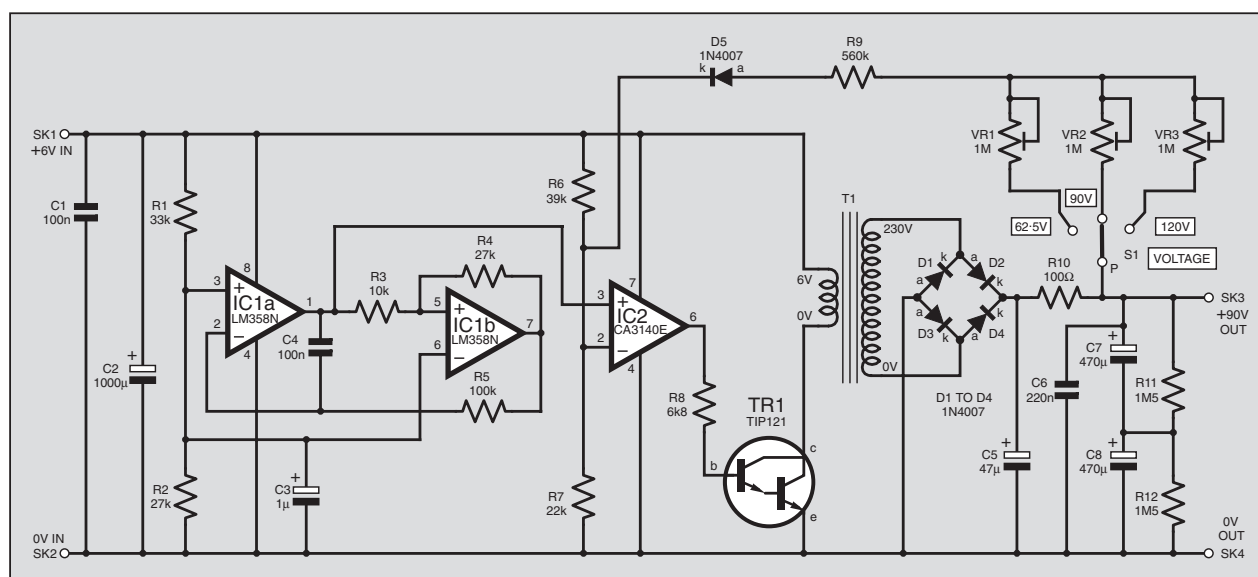 D5
1N4007
k
a
R9
560k
VR1
1M
VR2
1M
VR3
1M
SK1
+6V IN
C1
100n
R1
33k
R6
39k
T1
90V
62·5V
120V
S1
VOLTAGE
P
230V
6V
0V
0V
D1
k
a
a
D2
k
a
D3
k
k
a
D4
D1 TO D4
1N4007
R10
100Ω
SK3
+90V
OUT
8
3
+
IC1a
LM358N
1
2
−
4
R3
10k
R4
27k
5
+
IC1b
LM358N
7
6
−
C4
100n
R5
100k
7
3
+
IC2
CA3140E
6
2
−
4
C2
1000µ
+
R8
6k8
TR1
TIP121
b
c
e
C7
470µ
+
C6
220n
R11
1M5
C5
47µ
+
C8
470µ
+
R12
1M5
R2
27k
C3
1µ
+
R7
22k
0V IN
SK2
0V
OUT
SK4